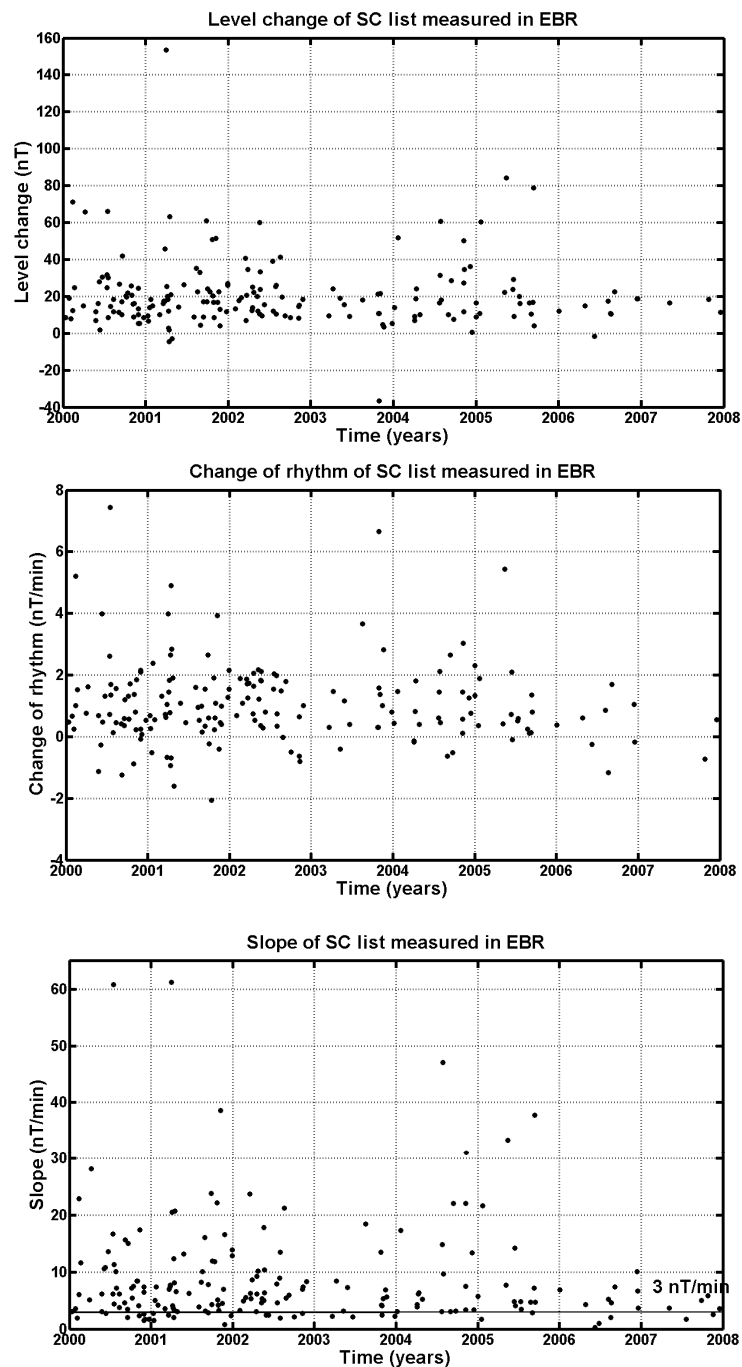 Level change of SC list measured in EBR
160
140
120
100
80
60
40
20
0
-20
-40
Level change (nT)
2000 2001 2002 2003 2004 2005 2006 2007 2008
Time (years)
Change of rhythm of SC list measured in EBR
8
6
4
2
0
-2
-4
Change of rhythm (nT/min)
2000 2001 2002 2003 2004 2005 2006 2007 2008
Time (years)
Slope of SC list measured in EBR
60
50
40
30
20
10
0
Slope (nT/min)
3 nT/min
2000 2001 2002 2003 2004 2005 2006 2007 2008
Time (years)